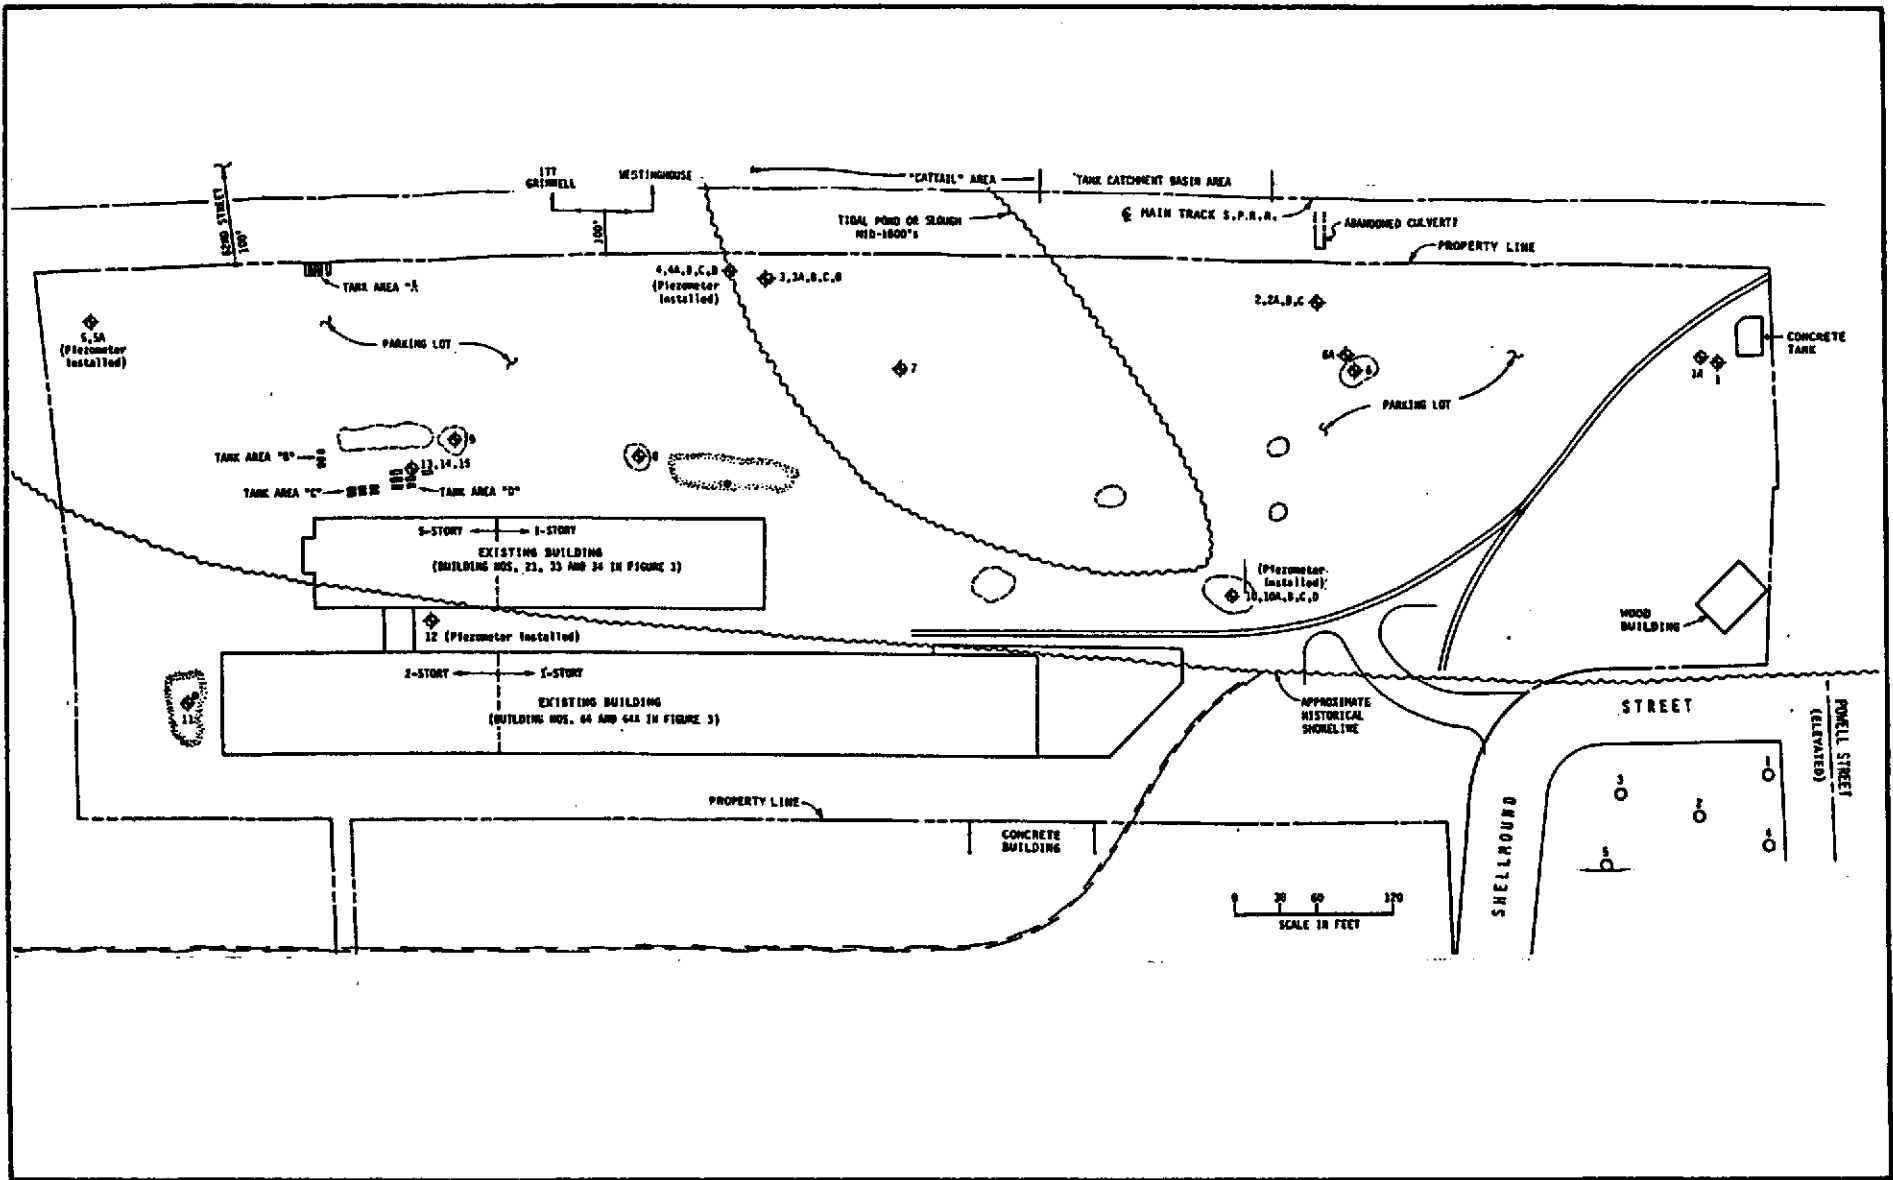 ITT
GRINNELL
WESTINGHOUSE
"CATTAIL" AREA
TANK CATCHMENT BASIN AREA
52ND STREET
100'
100'
TIDAL POND OR SLOUGH
MID-1800's
℄ MAIN TRACK S.P.R.R.
ABANDONED CULVERT?
PROPERTY LINE
TANK AREA "A"
4,4A,B,C,D
(Piezometer
Installed)
3,3A,B,C,D
2,2A,B,C
5,5A
(Piezometer
Installed)
PARKING LOT
CONCRETE
TANK
6A
6
1A
1
7
PARKING LOT
9
TANK AREA "B"
13,14,15
8
TANK AREA "C"
TANK AREA "D"
5-STORY
1-STORY
EXISTING BUILDING
(BUILDING NOS. 23, 33 AND 34 IN FIGURE 3)
(Piezometer
Installed)
10,10A,B,C,D
12 (Piezometer Installed)
WOOD
BUILDING
2-STORY
1-STORY
EXISTING BUILDING
(BUILDING NOS. 64 AND 64A IN FIGURE 3)
11
APPROXIMATE
HISTORICAL
SHORELINE
STREET
POWELL STREET
(ELEVATED)
PROPERTY LINE
CONCRETE
BUILDING
SHELLMOUND
1
3
2
4
5
0 30 60 120
SCALE IN FEET